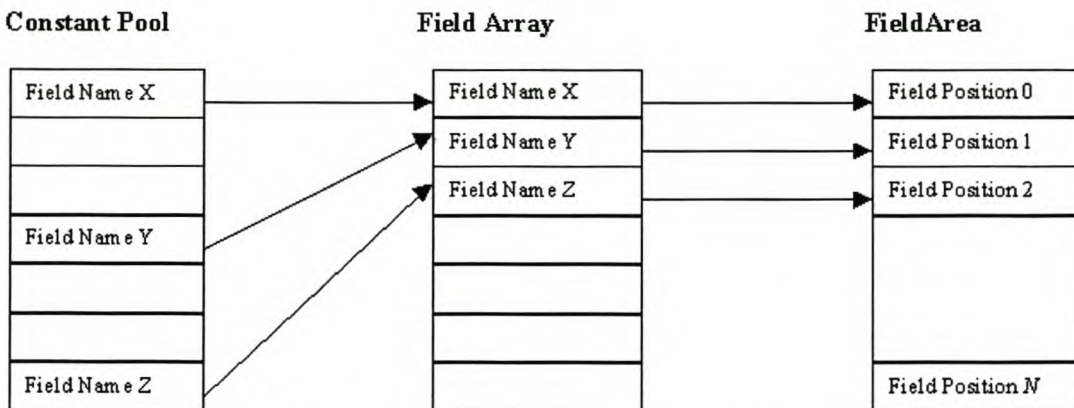 Constant Pool
Field Name X
Field Name Y
Field Name Z
Field Array
Field Name X
Field Name Y
Field Name Z
FieldArea
Field Position 0
Field Position 1
Field Position 2
Field Position N